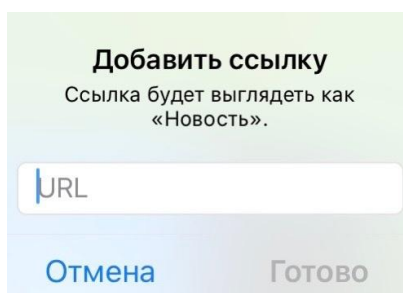 Добавить ссылку
Ссылка будет выглядеть как
«Новость».
URL
Отмена Готово